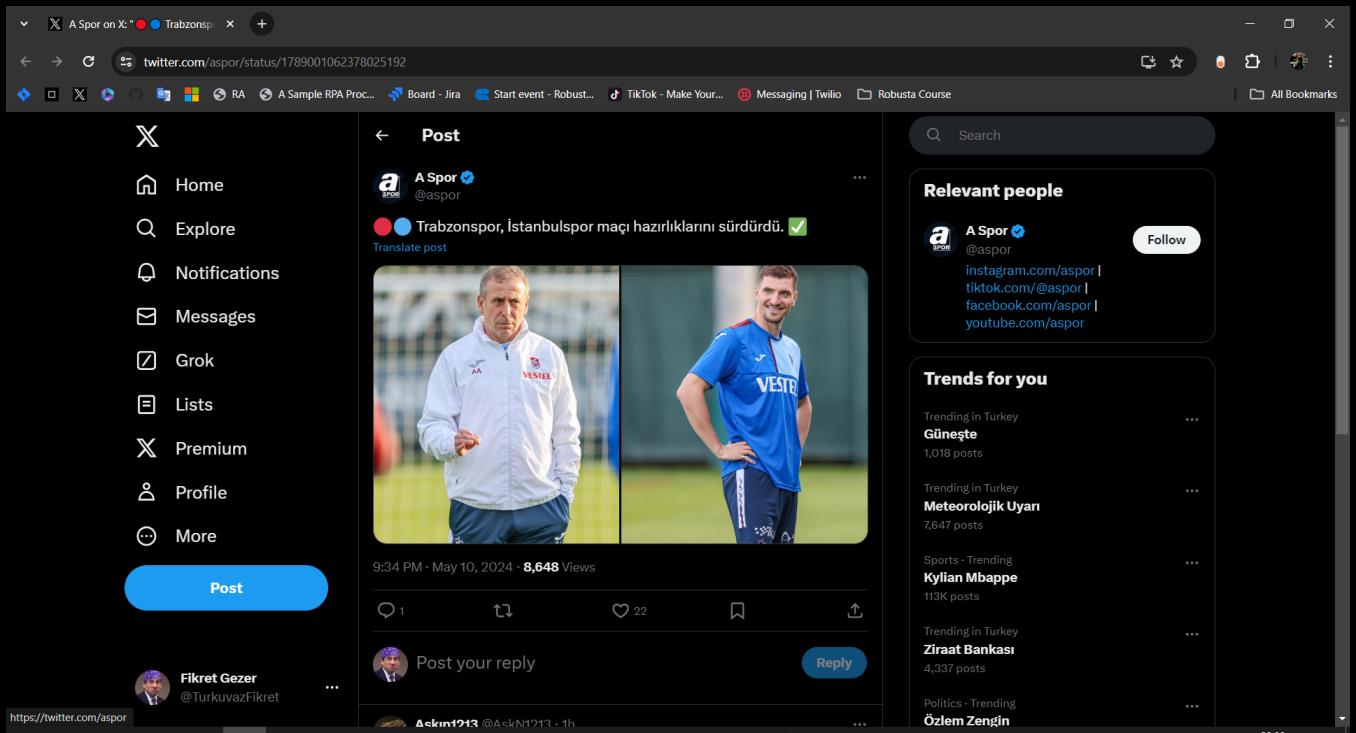 A Spor on X: "🔴🔵 Trabzonsp
twitter.com/aspor/status/1789001062378025192
RA
A Sample RPA Proc...
Board - Jira
Start event - Robust...
TikTok - Make Your...
Messaging | Twilio
Robusta Course
All Bookmarks
Home
Explore
Notifications
Messages
Grok
Lists
Premium
Profile
More
Post
Fikret Gezer
@TurkuvazFikret
https://twitter.com/aspor
Post
a
SPOR
A Spor
@aspor
🔴🔵 Trabzonspor, İstanbulspor maçı hazırlıklarını sürdürdü. ✅
Translate post
AA
VESTEL
VESTEL
9:34 PM · May 10, 2024 · 8,648 Views
1
22
Post your reply
Reply
Askın1213 @AskN1213 · 1h
Search
Relevant people
a
SPOR
A Spor
@aspor
Follow
instagram.com/aspor |
tiktok.com/@aspor |
facebook.com/aspor |
youtube.com/aspor
Trends for you
Trending in Turkey
Güneşte
1,018 posts
Trending in Turkey
Meteorolojik Uyarı
7,647 posts
Sports · Trending
Kylian Mbappe
113K posts
Trending in Turkey
Ziraat Bankası
4,337 posts
Politics · Trending
Özlem Zengin